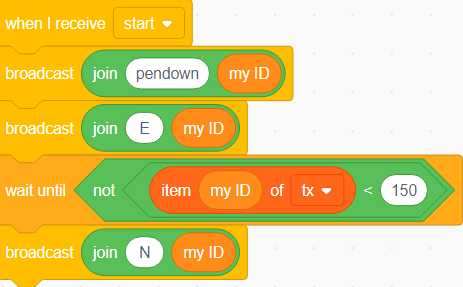 when I receive start
broadcast join pendown my ID
broadcast join E my ID
wait until not item my ID of tx < 150
broadcast join N my ID